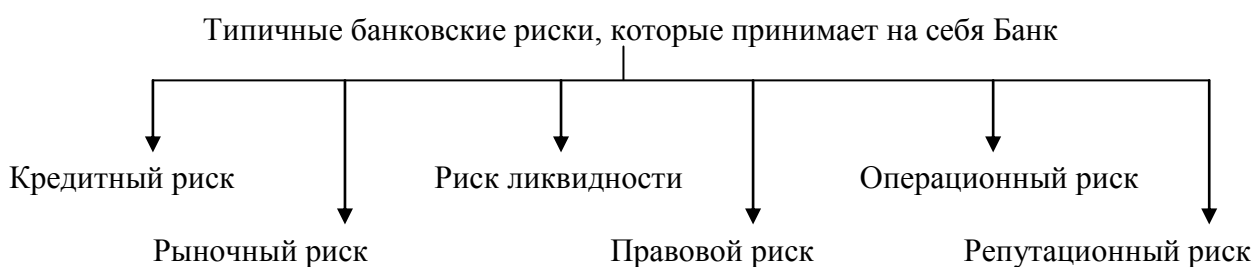 Типичные банковские риски, которые принимает на себя Банк
Кредитный риск Риск ликвидности Операционный риск
Рыночный риск Правовой риск Репутационный риск